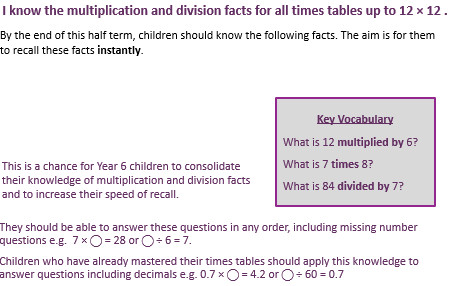 I know the multiplication and division facts for all times tables up to 12 × 12 .
By the end of this half term, children should know the following facts. The aim is for them
to recall these facts instantly.
Key Vocabulary
What is 12 multiplied by 6?
What is 7 times 8?
What is 84 divided by 7?
This is a chance for Year 6 children to consolidate
their knowledge of multiplication and division facts
and to increase their speed of recall.
They should be able to answer these questions in any order, including missing number
questions e.g. 7 × ◯ = 28 or ◯ ÷ 6 = 7.
Children who have already mastered their times tables should apply this knowledge to
answer questions including decimals e.g. 0.7 × ◯ = 4.2 or ◯ ÷ 60 = 0.7